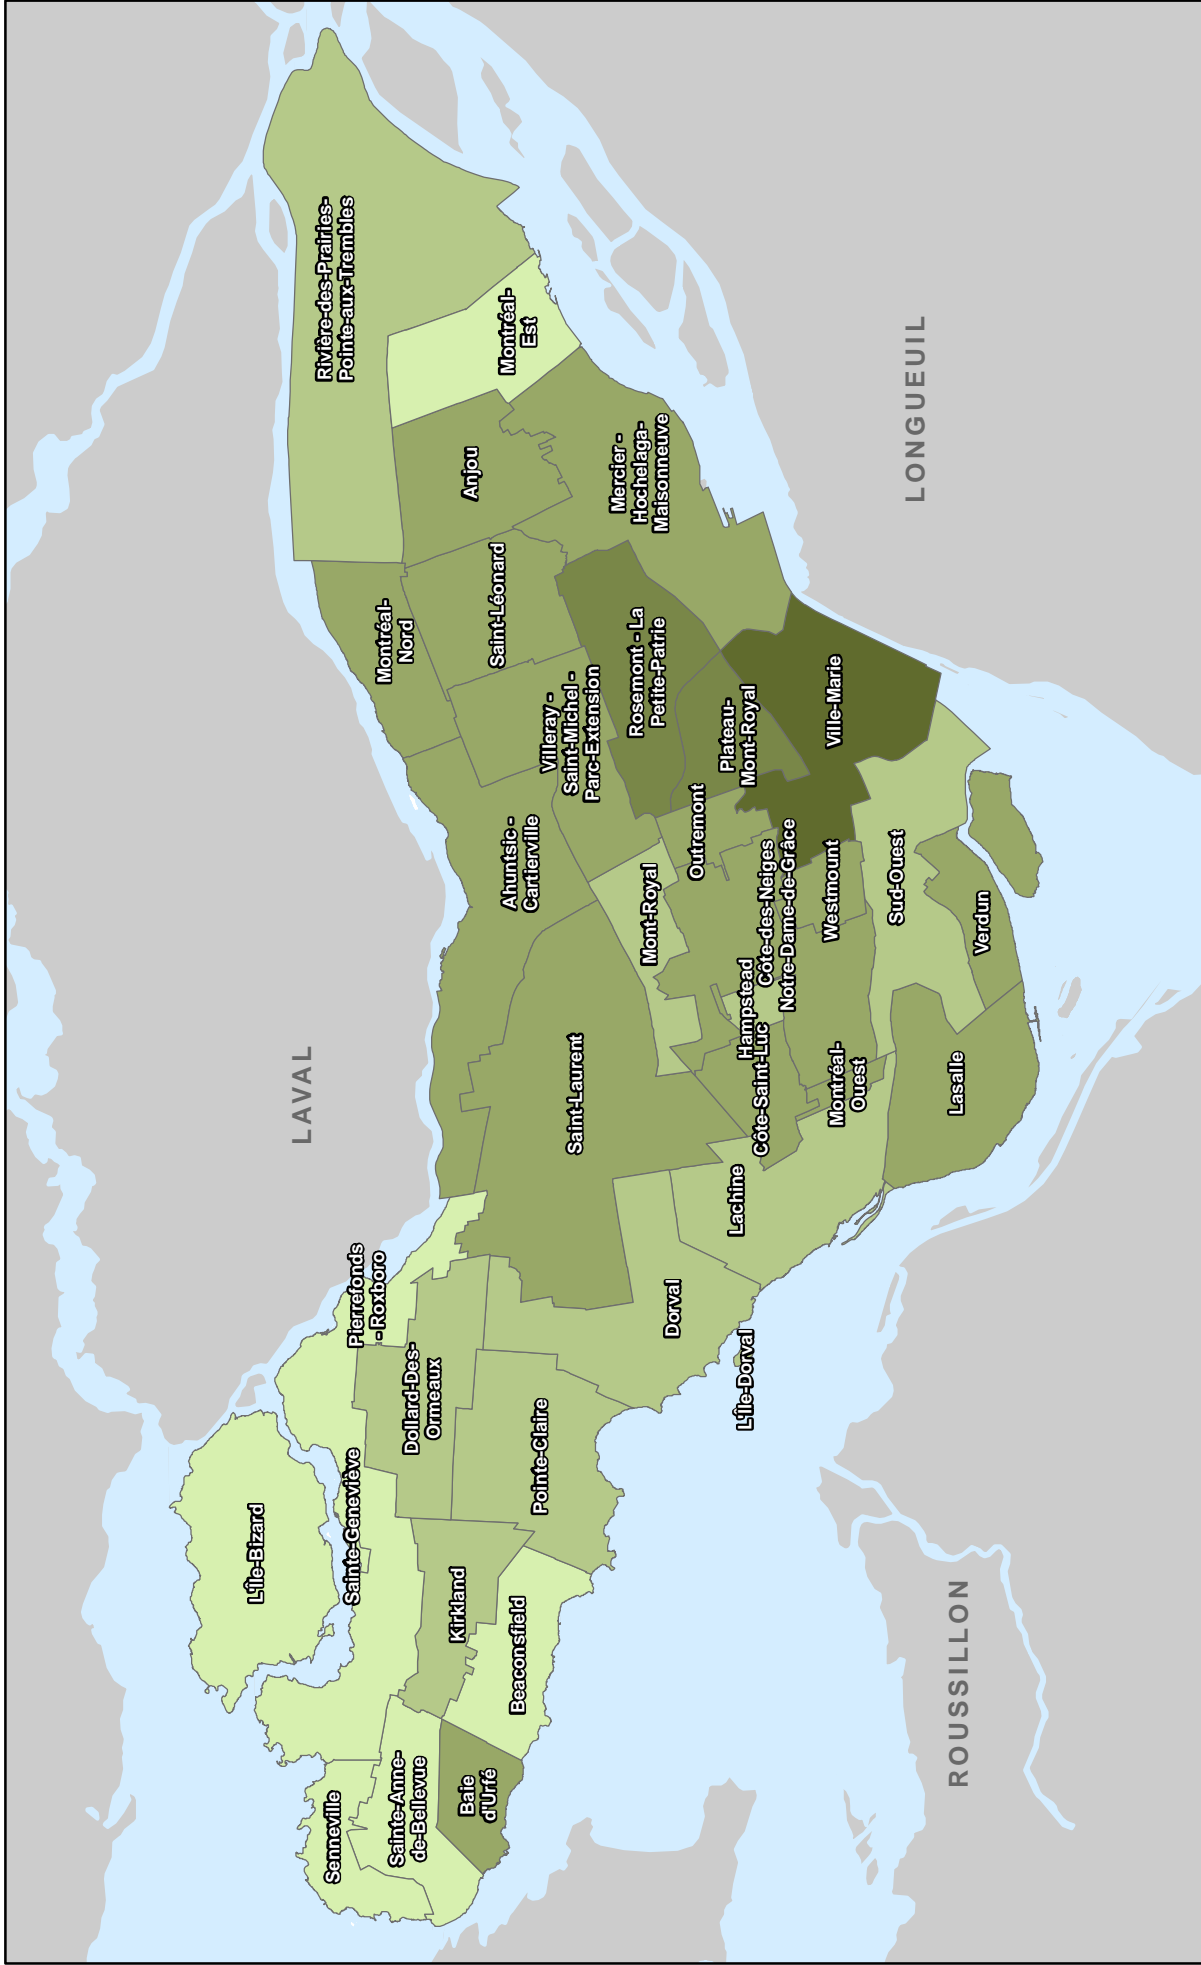 Rivière-des-Prairies-
Pointe-aux-Trembles
Montréal-
Est
Anjou
Mercier -
Hochelaga-
Maisonneuve
LONGUEUIL
Montréal-
Nord
Saint-Léonard
Villeray -
Saint-Michel -
Parc-Extension
Rosemont - La
Petite-Patrie
Plateau-
Mont-Royal
Ville-Marie
Ahuntsic -
Cartierville
Outremont
Mont-Royal
Côte-des-Neiges
Notre-Dame-de-Grâce
Westmount
Sud-Ouest
Verdun
LAVAL
Saint-Laurent
Hampstead
Côte-Saint-Luc
Montréal-
Ouest
Lasalle
Lachine
Dorval
L'Île-Dorval
Pierrefonds
- Roxboro
Dollard-Des-
Ormeaux
Pointe-Claire
L'Île-Bizard
Sainte-Geneviève
Kirkland
Beaconsfield
ROUSSILLON
Senneville
Sainte-Anne-
de-Bellevue
Baie
d'Urfé